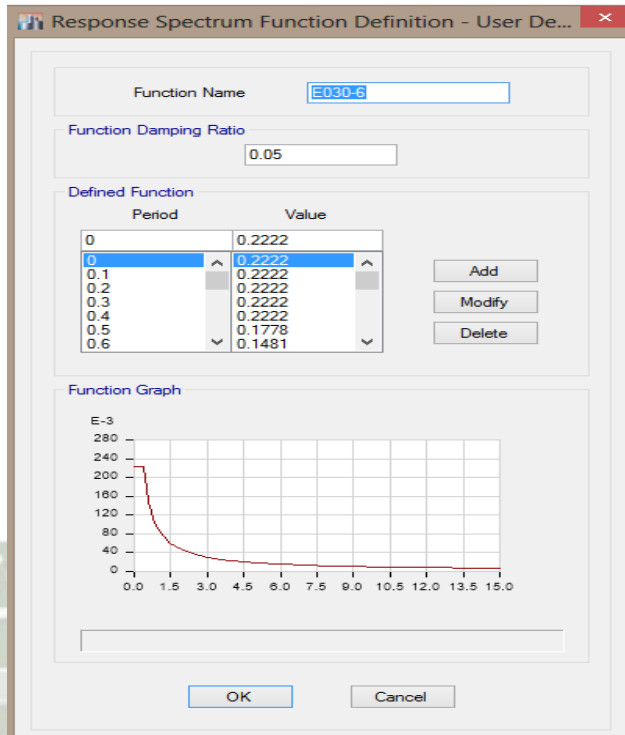 Response Spectrum Function Definition - User De...
Function Name E030-6
Function Damping Ratio
0.05
Defined Function
Period Value
0 0.2222
0 0.2222
0.1 0.2222
0.2 0.2222
0.3 0.2222
0.4 0.2222
0.5 0.1778
0.6 0.1481
Add
Modify
Delete
Function Graph
E-3
280
240
200
160
120
80
40
0
0.0 1.5 3.0 4.5 6.0 7.5 9.0 10.5 12.0 13.5 15.0
OK Cancel